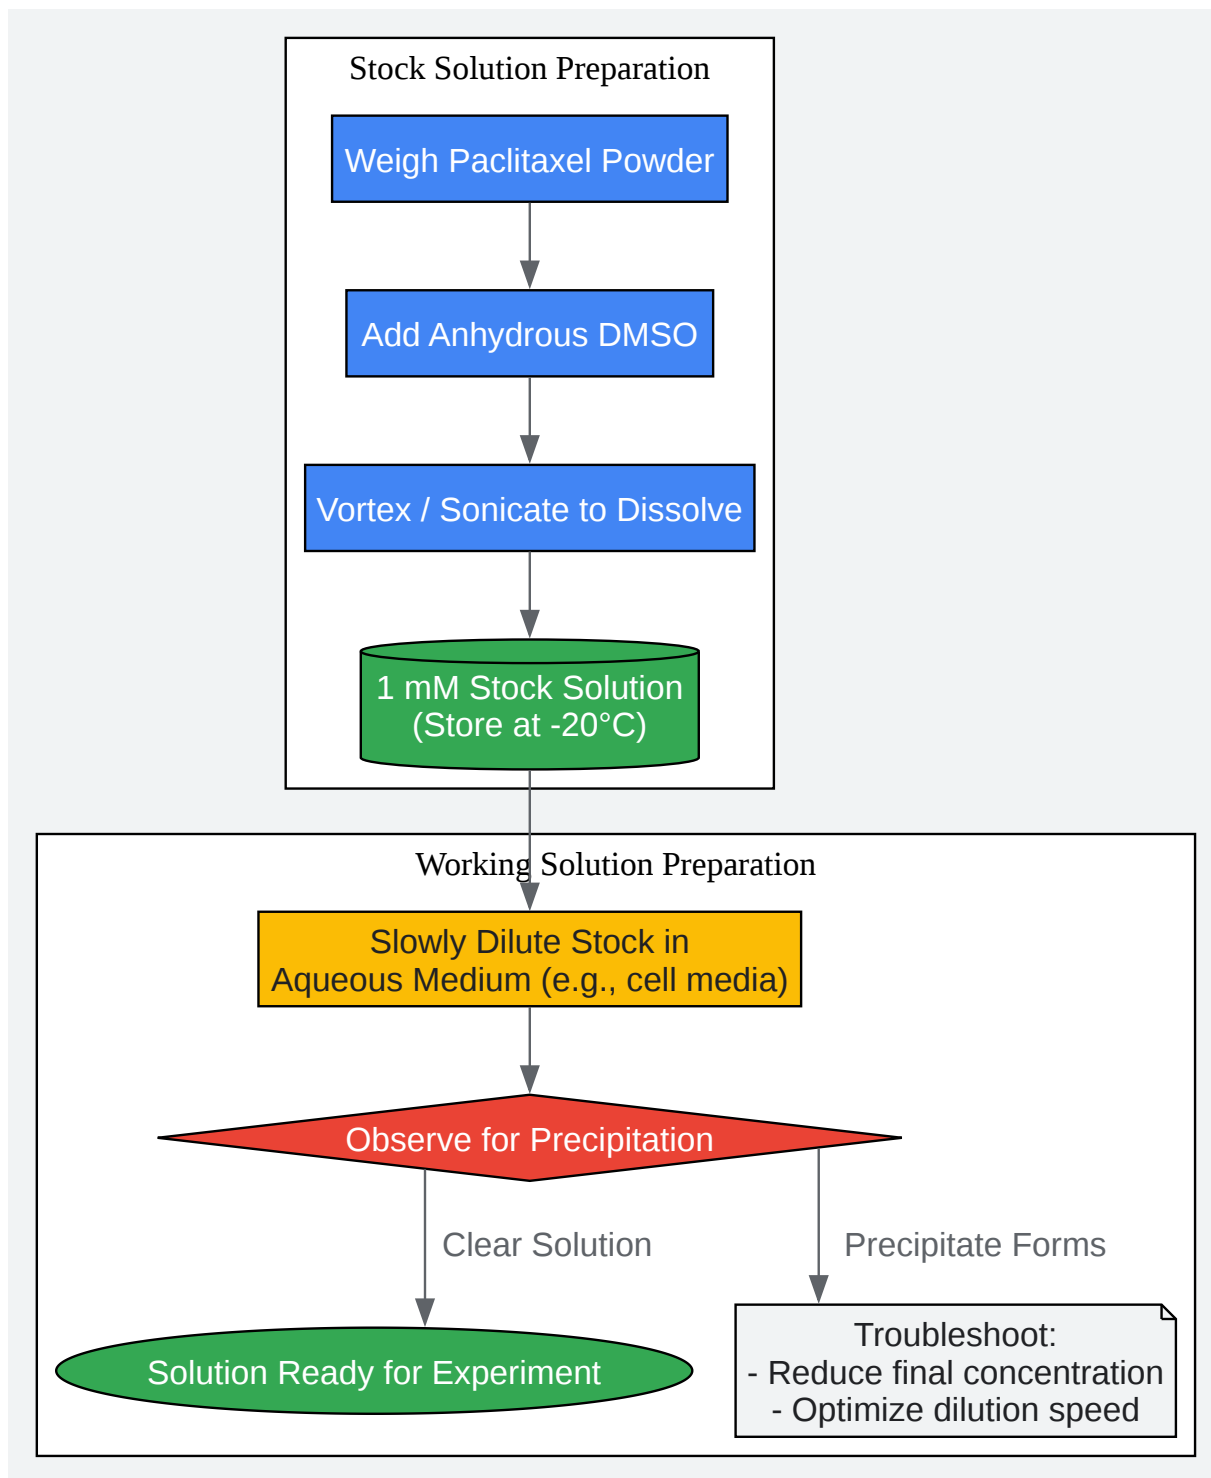 Stock Solution Preparation
Weigh Paclitaxel Powder
Add Anhydrous DMSO
Vortex / Sonicate to Dissolve
1 mM Stock Solution
(Store at -20°C)
Working Solution Preparation
Slowly Dilute Stock in
Aqueous Medium (e.g., cell media)
Observe for Precipitation
Clear Solution
Precipitate Forms
Solution Ready for Experiment
Troubleshoot:
- Reduce final concentration
- Optimize dilution speed